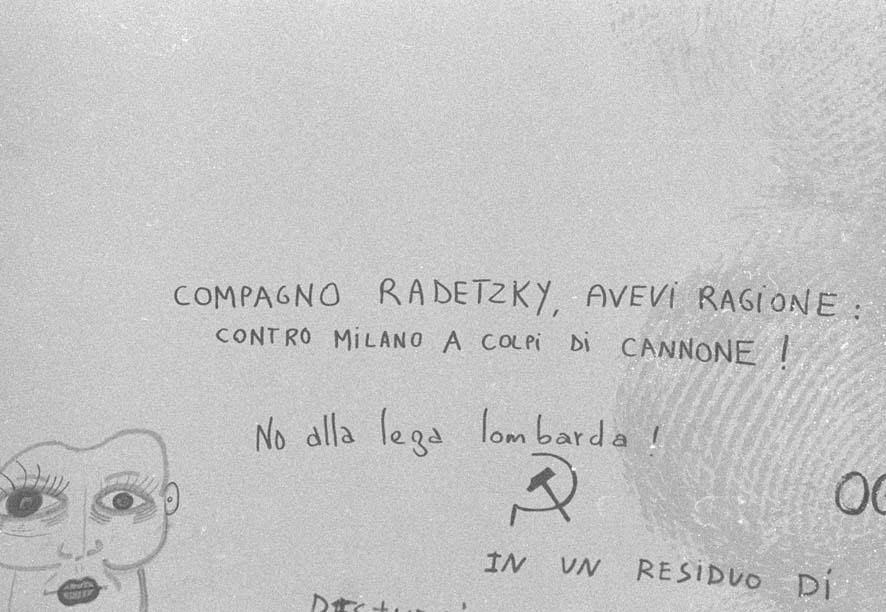 COMPAGNO RADETZKY, AVEVI RAGIONE:
CONTRO MILANO A COLPI DI CANNONE!
No alla lega lombarda!
IN UN RESIDUO DI